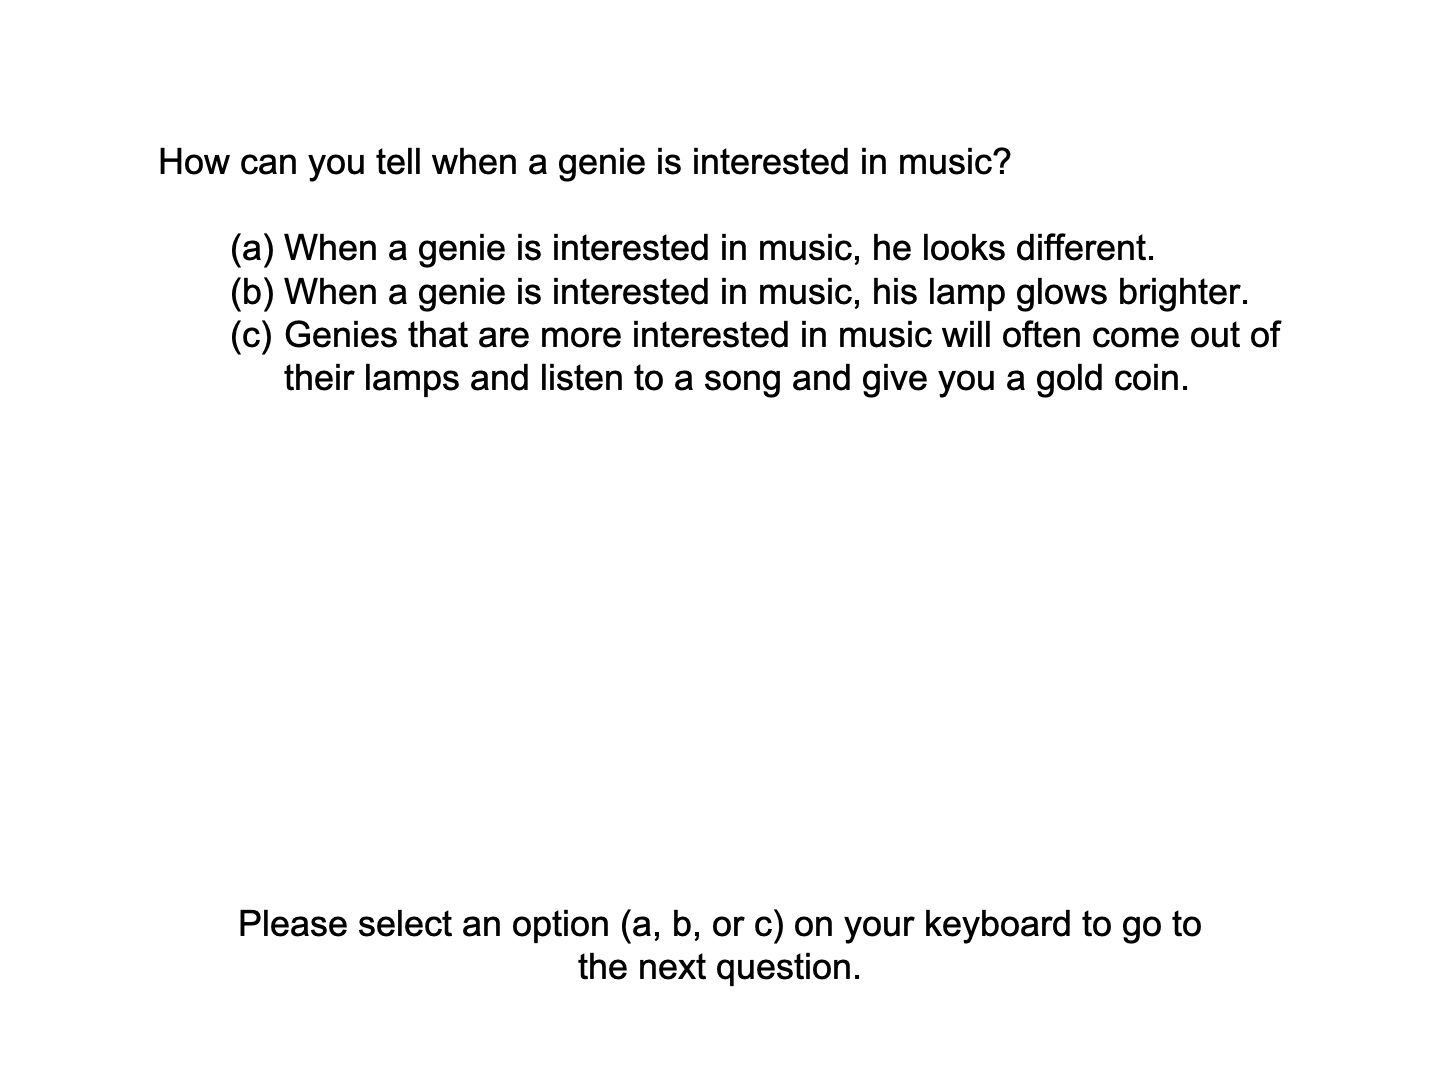 How can you tell when a genie is interested in music?
(a) When a genie is interested in music, he looks different.
(b) When a genie is interested in music, his lamp glows brighter.
(c) Genies that are more interested in music will often come out of
their lamps and listen to a song and give you a gold coin.
Please select an option (a, b, or c) on your keyboard to go to
the next question.